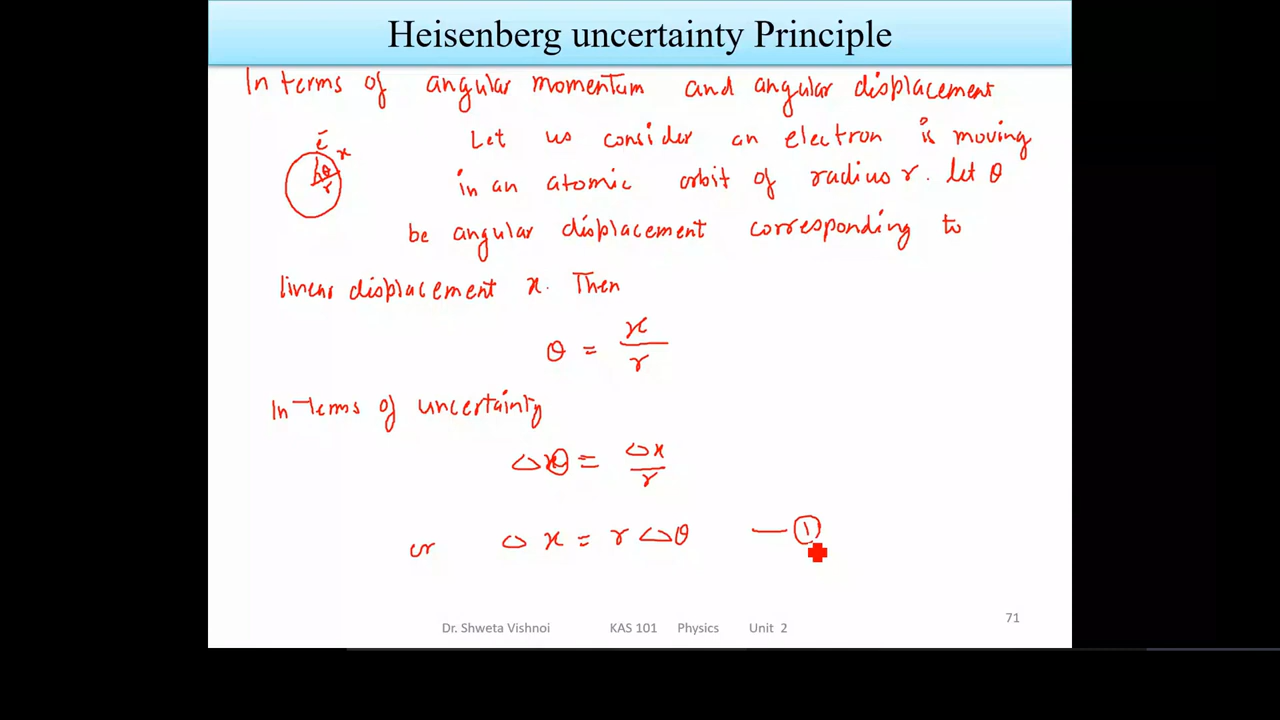 Heisenberg uncertainty Principle
In terms of angular momentum and angular displacement
Let us consider an electron is moving
in an atomic orbit of radius r. let θ
be angular displacement corresponding to
linear displacement x. Then
ē
x
θ
r
θ = x/r
In terms of uncertainty
Δθ = Δx/r
or Δx = rΔθ — ①
71
Dr. Shweta Vishnoi KAS 101 Physics Unit 2